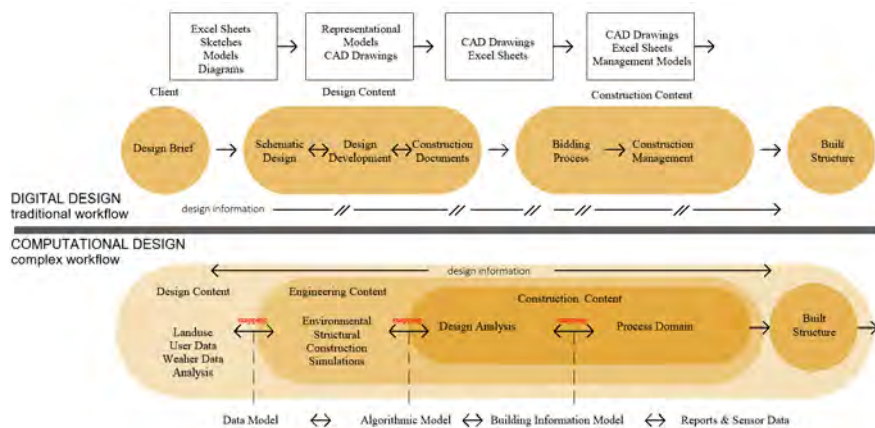 Excel Sheets
Sketches
Models
Diagrams
Representational
Models
CAD Drawings
CAD Drawings
Excel Sheets
CAD Drawings
Excel Sheets
Management Models
Client
Design Content
Construction Content
Design Brief
Schematic
Design
Design
Development
Construction
Documents
Bidding
Process
Construction
Management
Built
Structure
DIGITAL DESIGN
traditional workflow
design information
COMPUTATIONAL DESIGN
complex workflow
design information
Design Content
Engineering Content
Construction Content
mapping
mapping
mapping
Landuse
User Data
Weaher Data
Analysis
Environmental
Structural
Construction
Simulations
Design Analysis
Process Domain
Built
Structure
Data Model
Algorithmic Model
Building Information Model
Reports & Sensor Data